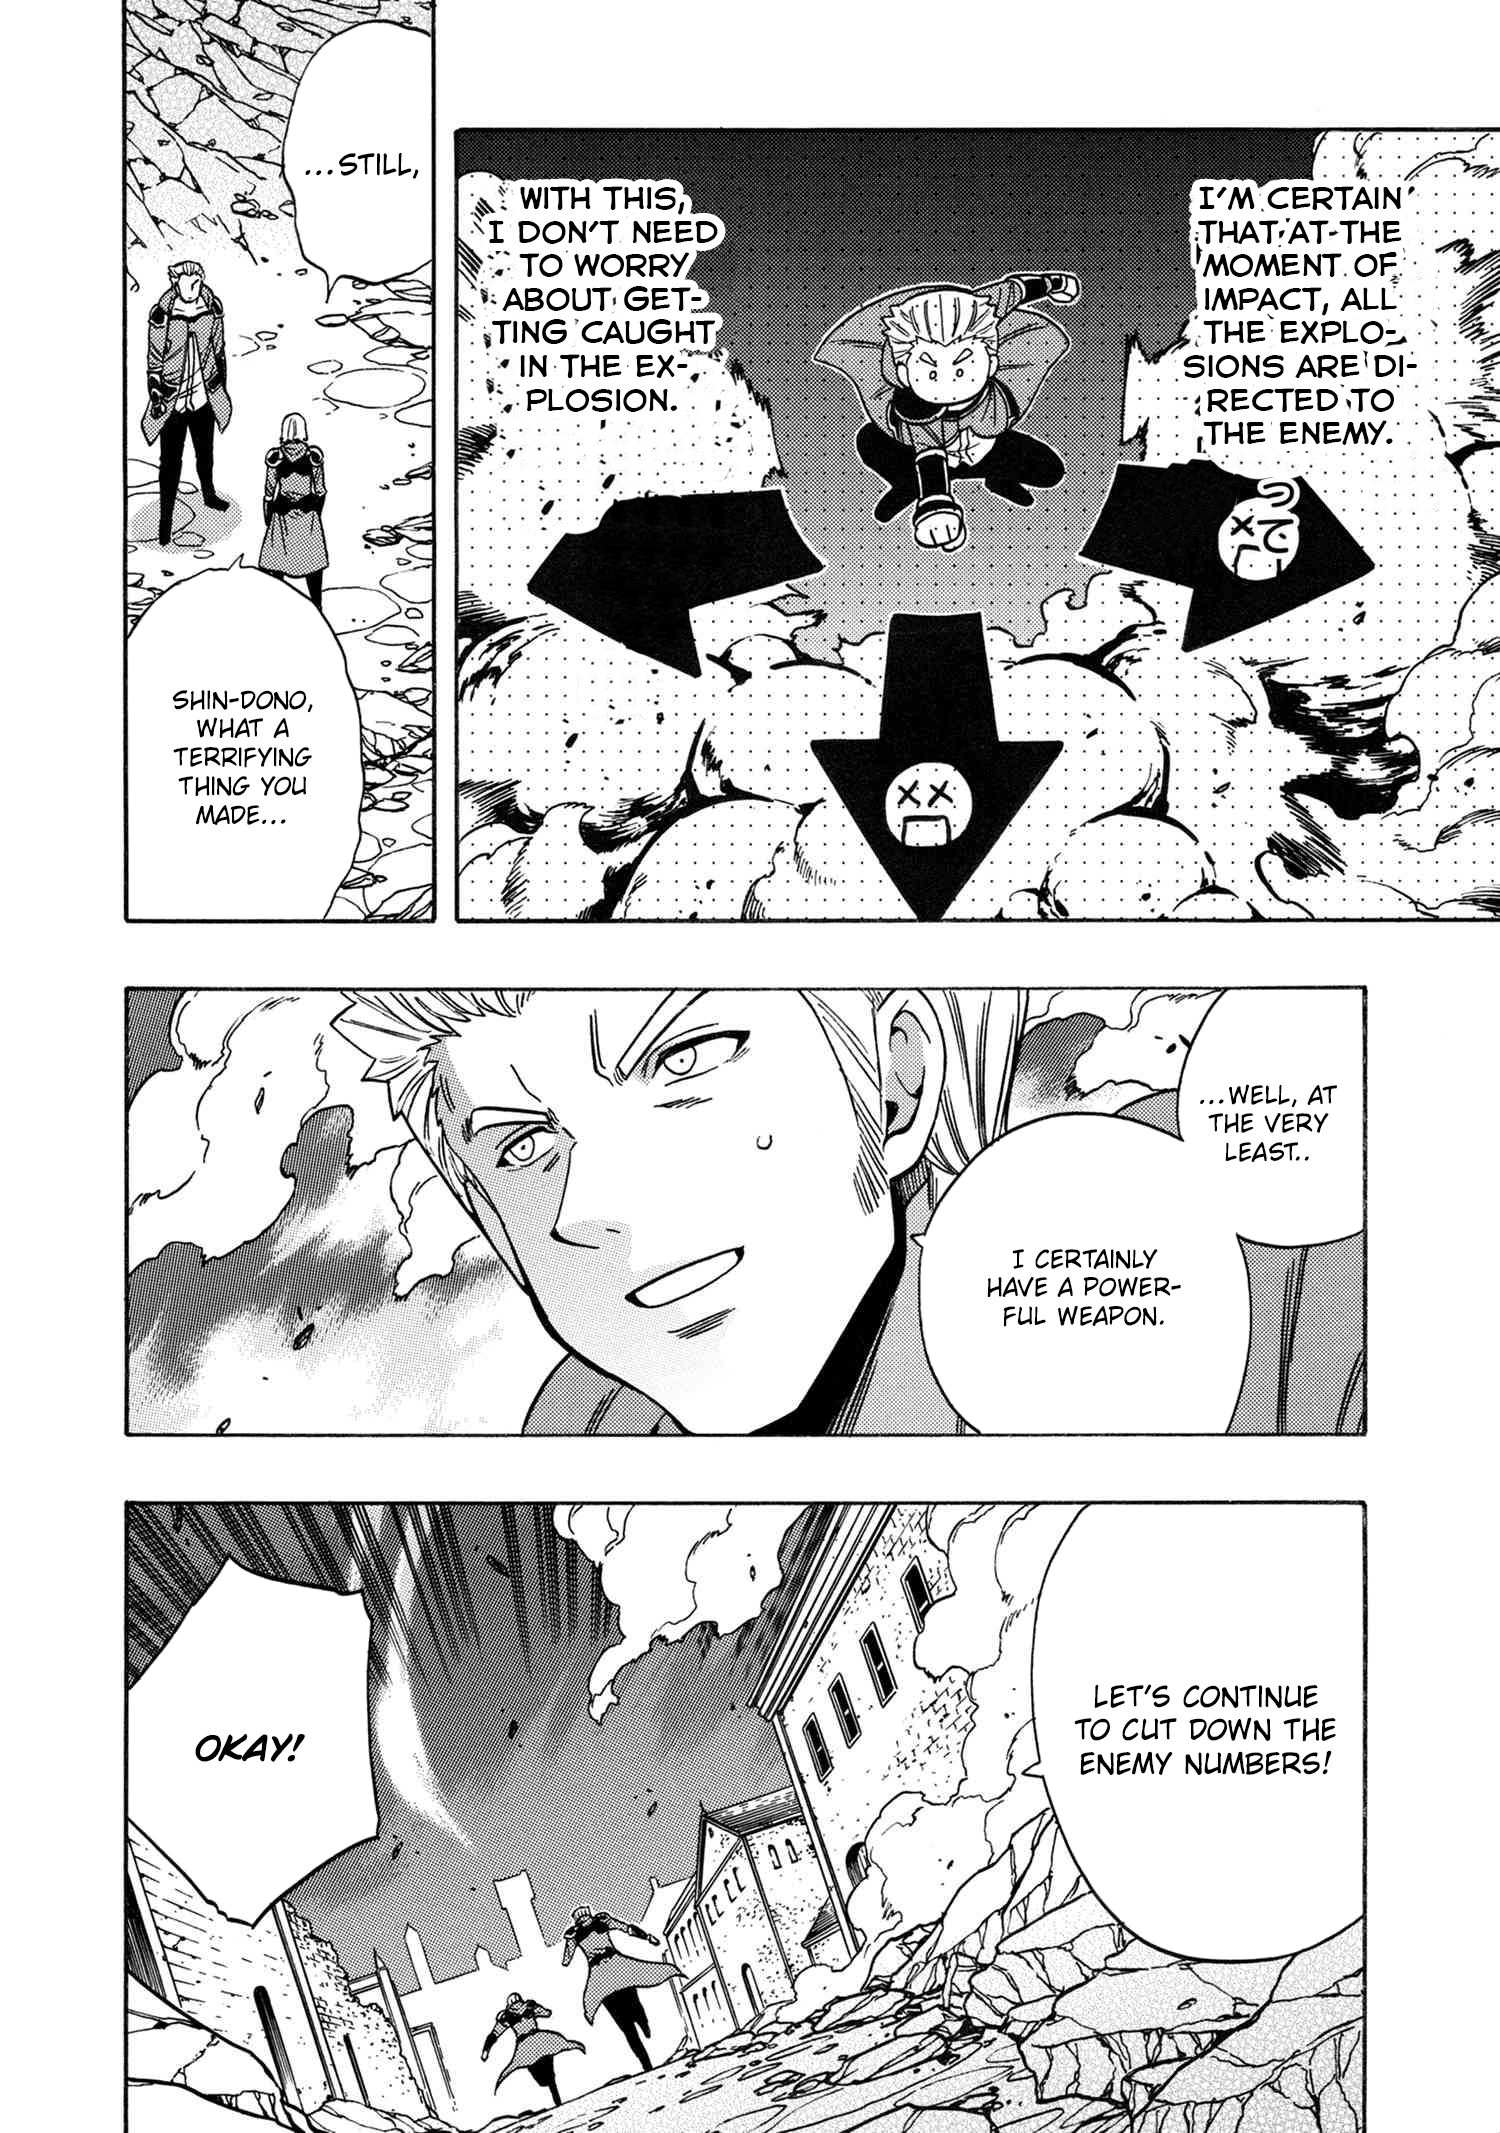 I'M CERTAIN
THAT AT THE
MOMENT OF
IMPACT, ALL
THE EXPLO-
SIONS ARE DI-
RECTED TO
THE ENEMY.
WITH THIS,
I DON'T NEED
TO WORRY
ABOUT GET-
TING CAUGHT
IN THE EX-
PLOSION.
って
...STILL,
SHIN-DONO,
WHAT A
TERRIFYING
THING YOU
MADE...
...WELL, AT
THE VERY
LEAST..
I CERTAINLY
HAVE A POWER-
FUL WEAPON.
LET'S CONTINUE
TO CUT DOWN THE
ENEMY NUMBERS!
OKAY!